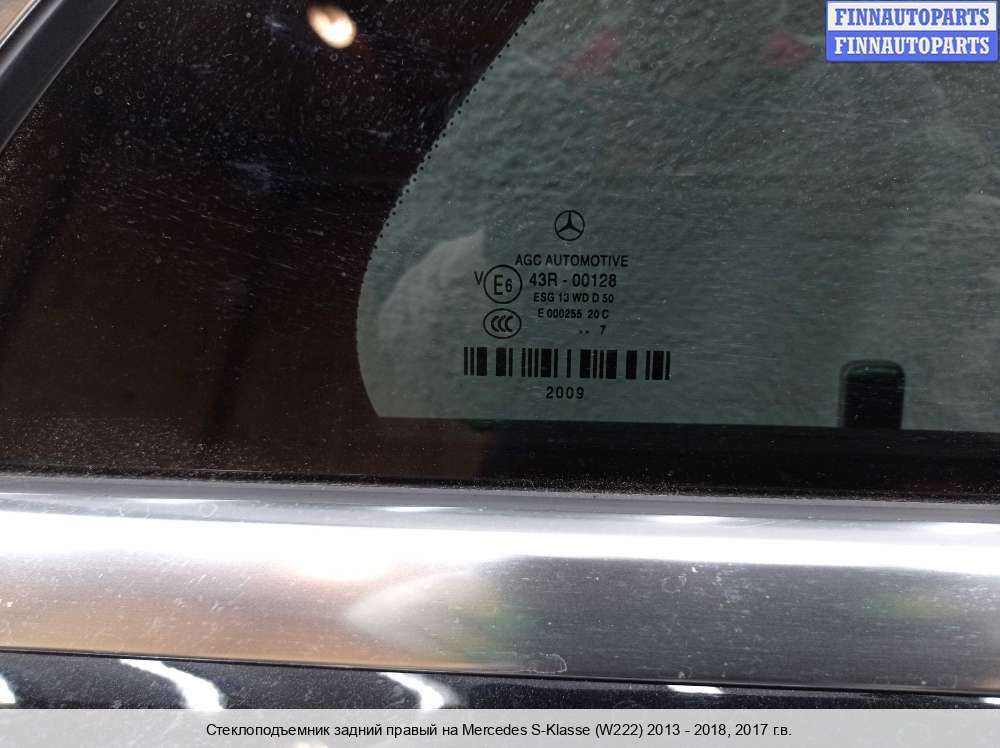 FINNAUTOPARTS
FINNAUTOPARTS
AGC AUTOMOTIVE
V E6 43R - 00128
ESG 13 WD D 50
E 000255 20 C
CCC .. 7
2009
Стеклоподъемник задний правый на Mercedes S-Klasse (W222) 2013 - 2018, 2017 г.в.